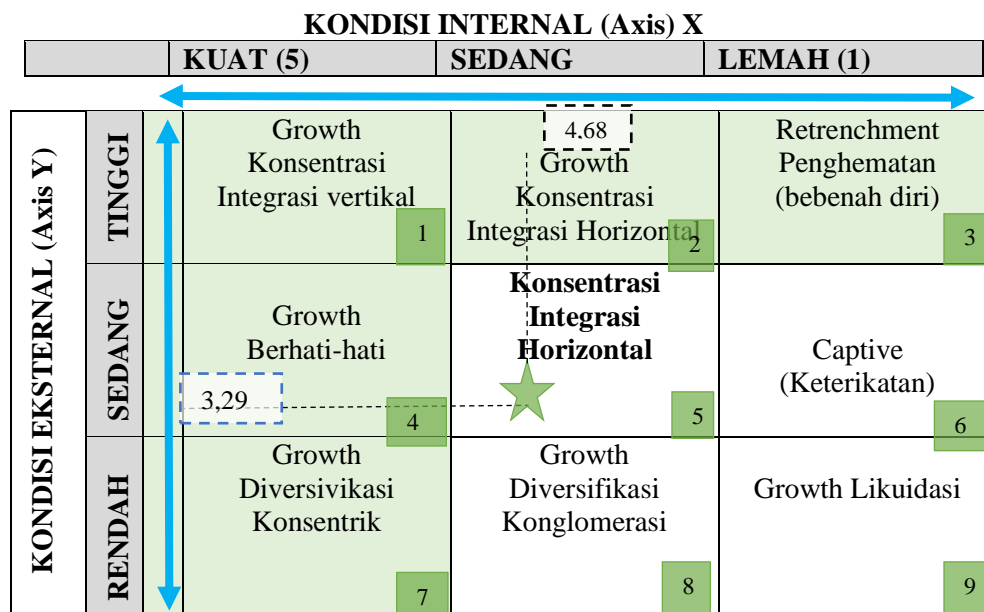 KONDISI INTERNAL (Axis) X
KUAT (5) SEDANG LEMAH (1)
KONDISI EKSTERNAL (Axis Y)
TINGGI
Growth
Konsentrasi
Integrasi vertikal
1
4,68
Growth
Konsentrasi
Integrasi Horizontal
2
Retrenchment
Penghematan
(bebenah diri)
3
SEDANG
Growth
Berhati-hati
3,29
4
Konsentrasi
Integrasi
Horizontal
5
Captive
(Keterikatan)
6
RENDAH
Growth
Diversivikasi
Konsentrik
7
Growth
Diversifikasi
Konglomerasi
8
Growth Likuidasi
9